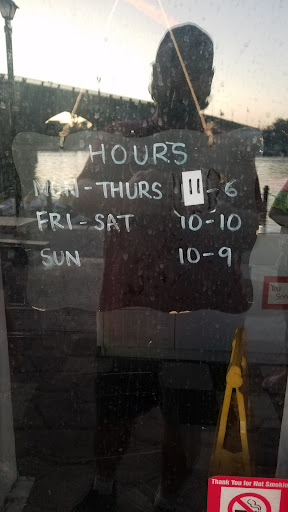 HOURS
MON-THURS 11-6
FRI-SAT 10-10
SUN 10-9
Thank You for Not Smoking